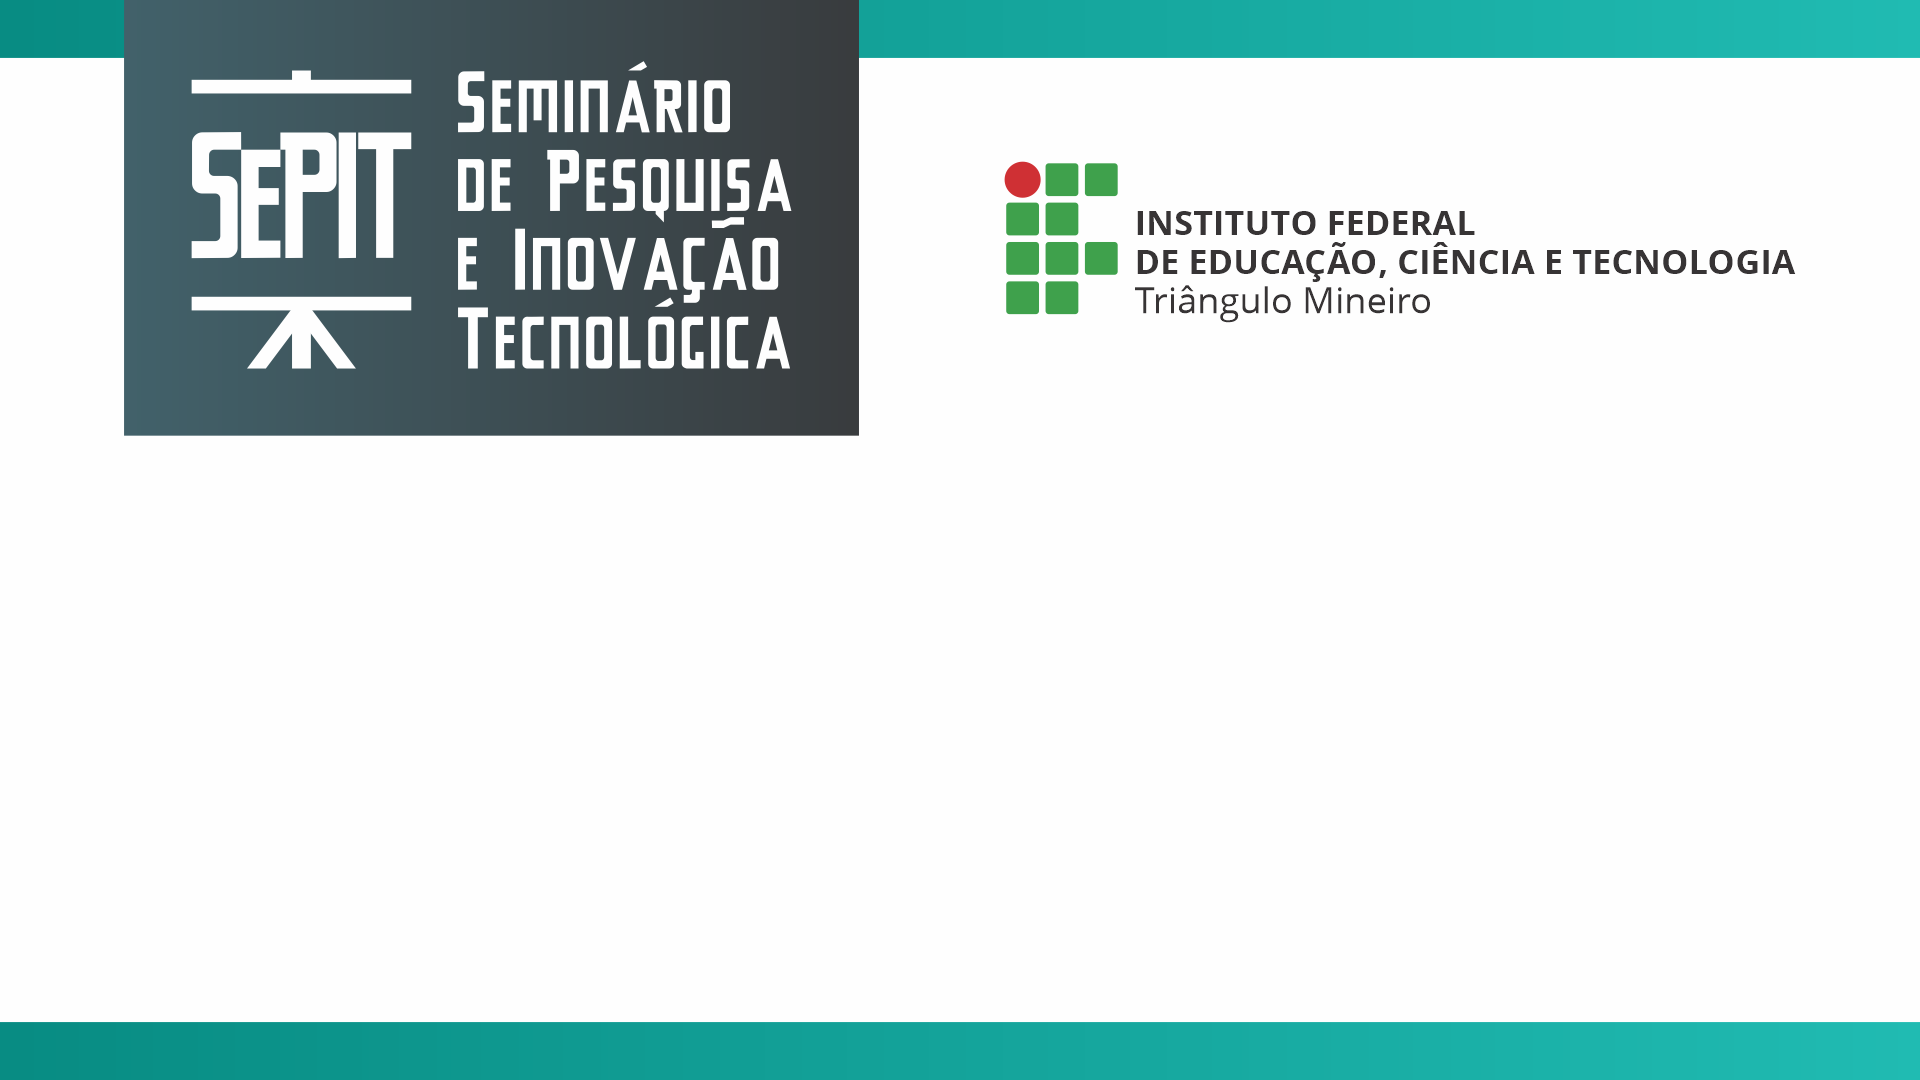 SEPIT
Seminário
de Pesquisa
e Inovação
Tecnológica
INSTITUTO FEDERAL
DE EDUCAÇÃO, CIÊNCIA E TECNOLOGIA
Triângulo Mineiro